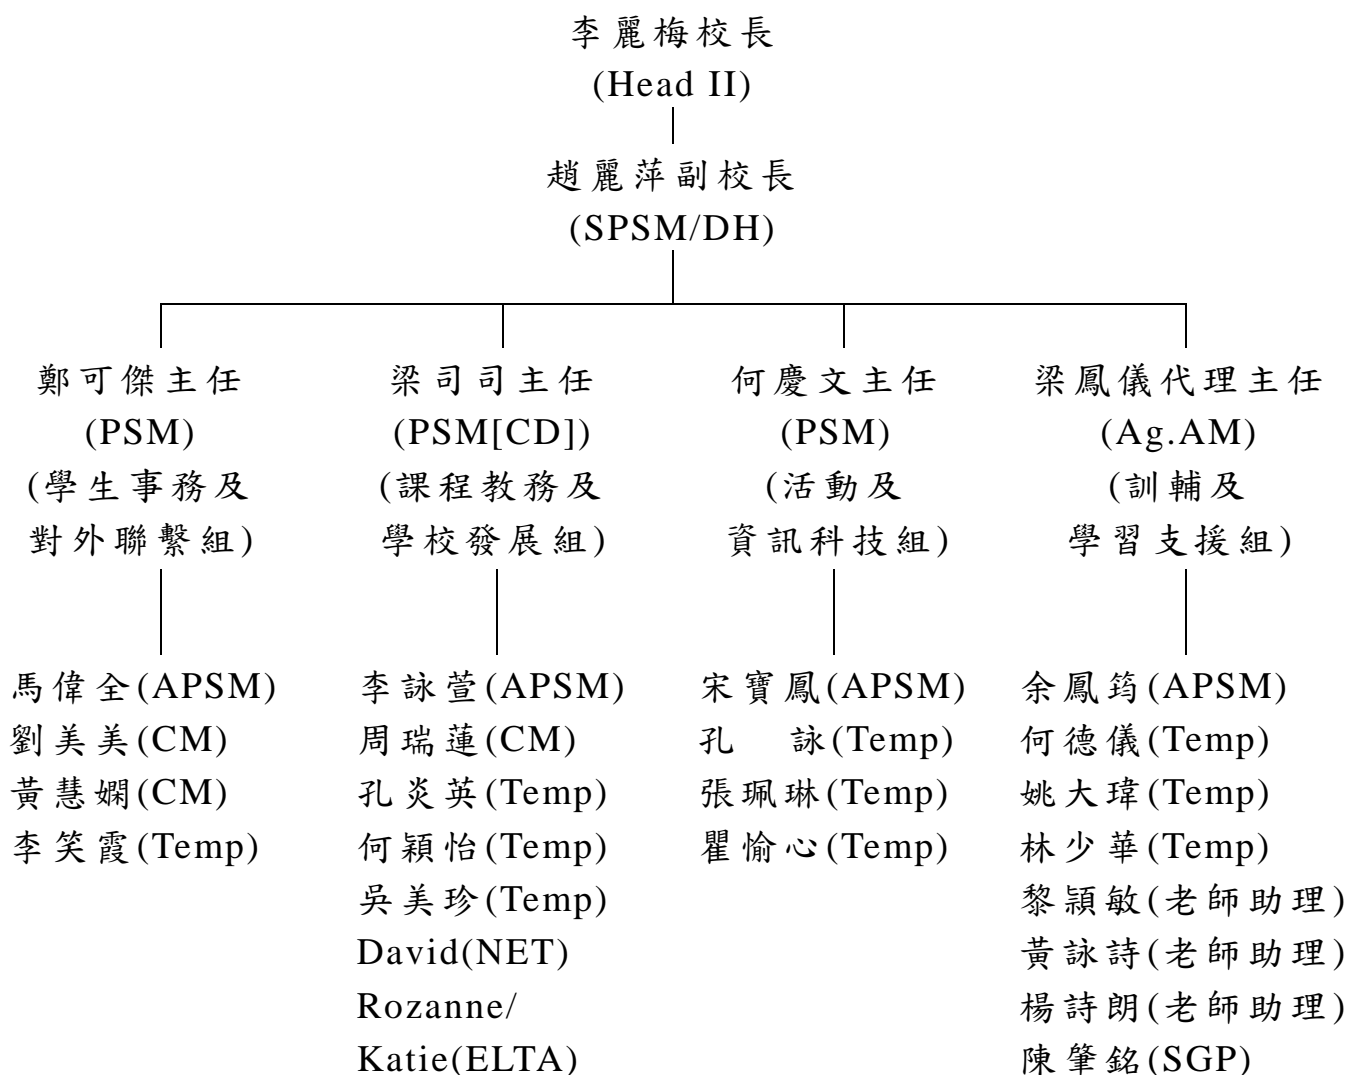 李麗梅校長
(Head II)
趙麗萍副校長
(SPSM/DH)
鄭可傑主任
(PSM)
(學生事務及
對外聯繫組)
梁司司主任
(PSM[CD])
(課程教務及
學校發展組)
何慶文主任
(PSM)
(活動及
資訊科技組)
梁鳳儀代理主任
(Ag.AM)
(訓輔及
學習支援組)
馬偉全(APSM)
劉美美(CM)
黃慧嫻(CM)
李笑霞(Temp)
李詠萱(APSM)
周瑞蓮(CM)
孔炎英(Temp)
何穎怡(Temp)
吳美珍(Temp)
David(NET)
Rozanne/
Katie(ELTA)
宋寶鳳(APSM)
孔　詠(Temp)
張珮琳(Temp)
瞿愉心(Temp)
余鳳筠(APSM)
何德儀(Temp)
姚大瑋(Temp)
林少華(Temp)
黎潁敏(老師助理)
黃詠詩(老師助理)
楊詩朗(老師助理)
陳肇銘(SGP)